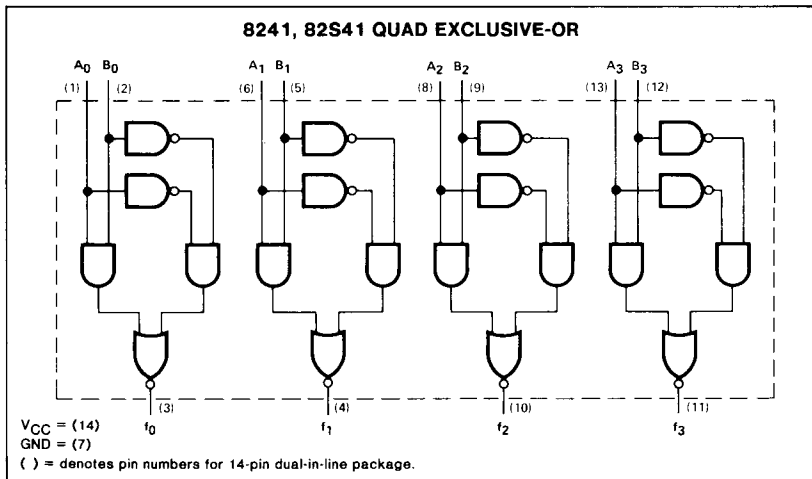 8241, 82S41 QUAD EXCLUSIVE-OR
A0 B0 A1 B1 A2 B2 A3 B3
(1) (2) (6) (5) (8) (9) (13) (12)
(3) (4) (10) (11)
f0 f1 f2 f3
VCC = (14)
GND = (7)
( ) = denotes pin numbers for 14-pin dual-in-line package.